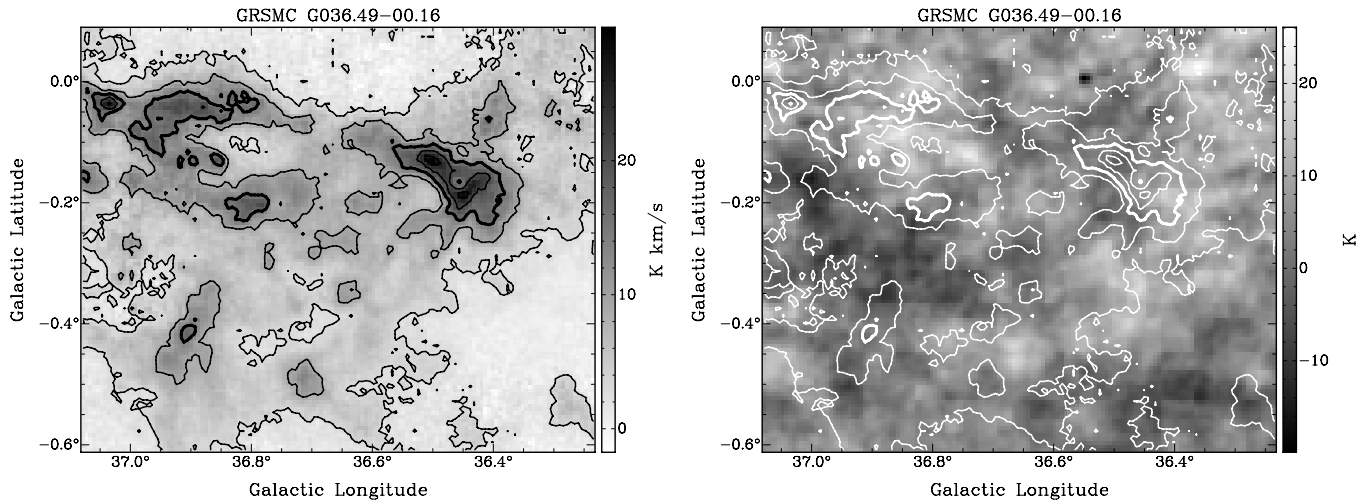 GRSMC G036.49−00.16
0.0°
−0.2°
−0.4°
−0.6°
Galactic Latitude
37.0°
36.8°
36.6°
36.4°
Galactic Longitude
20
10
0
K km/s
GRSMC G036.49−00.16
0.0°
−0.2°
−0.4°
−0.6°
Galactic Latitude
37.0°
36.8°
36.6°
36.4°
Galactic Longitude
20
10
0
−10
K